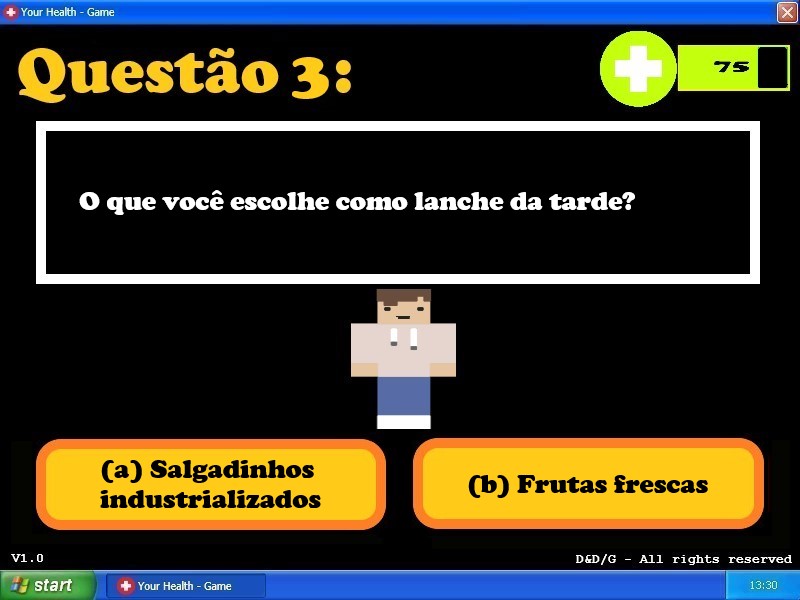 Your Health - Game
Questão 3:
75
O que você escolhe como lanche da tarde?
(a) Salgadinhos
industrializados
(b) Frutas frescas
V1.0
D&D/G - All rights reserved
start
Your Health - Game
13:30